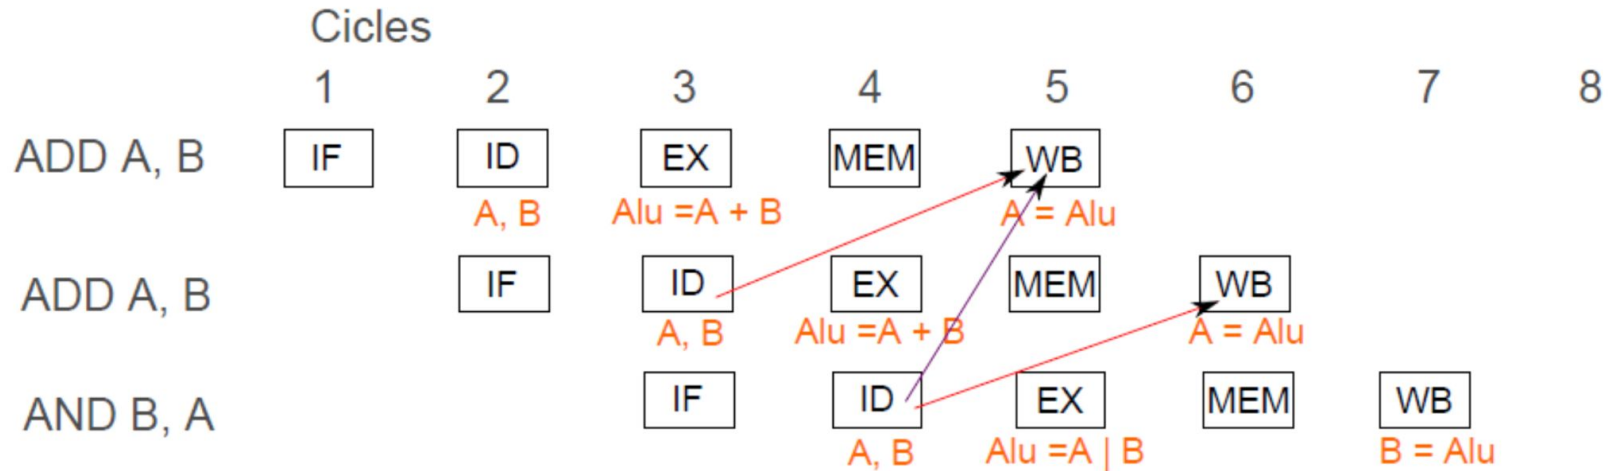 Cicles
1 2 3 4 5 6 7 8
ADD A, B IF ID EX MEM WB
A, B Alu =A + B A = Alu
ADD A, B IF ID EX MEM WB
A, B Alu =A + B A = Alu
AND B, A IF ID EX MEM WB
A, B Alu =A | B B = Alu